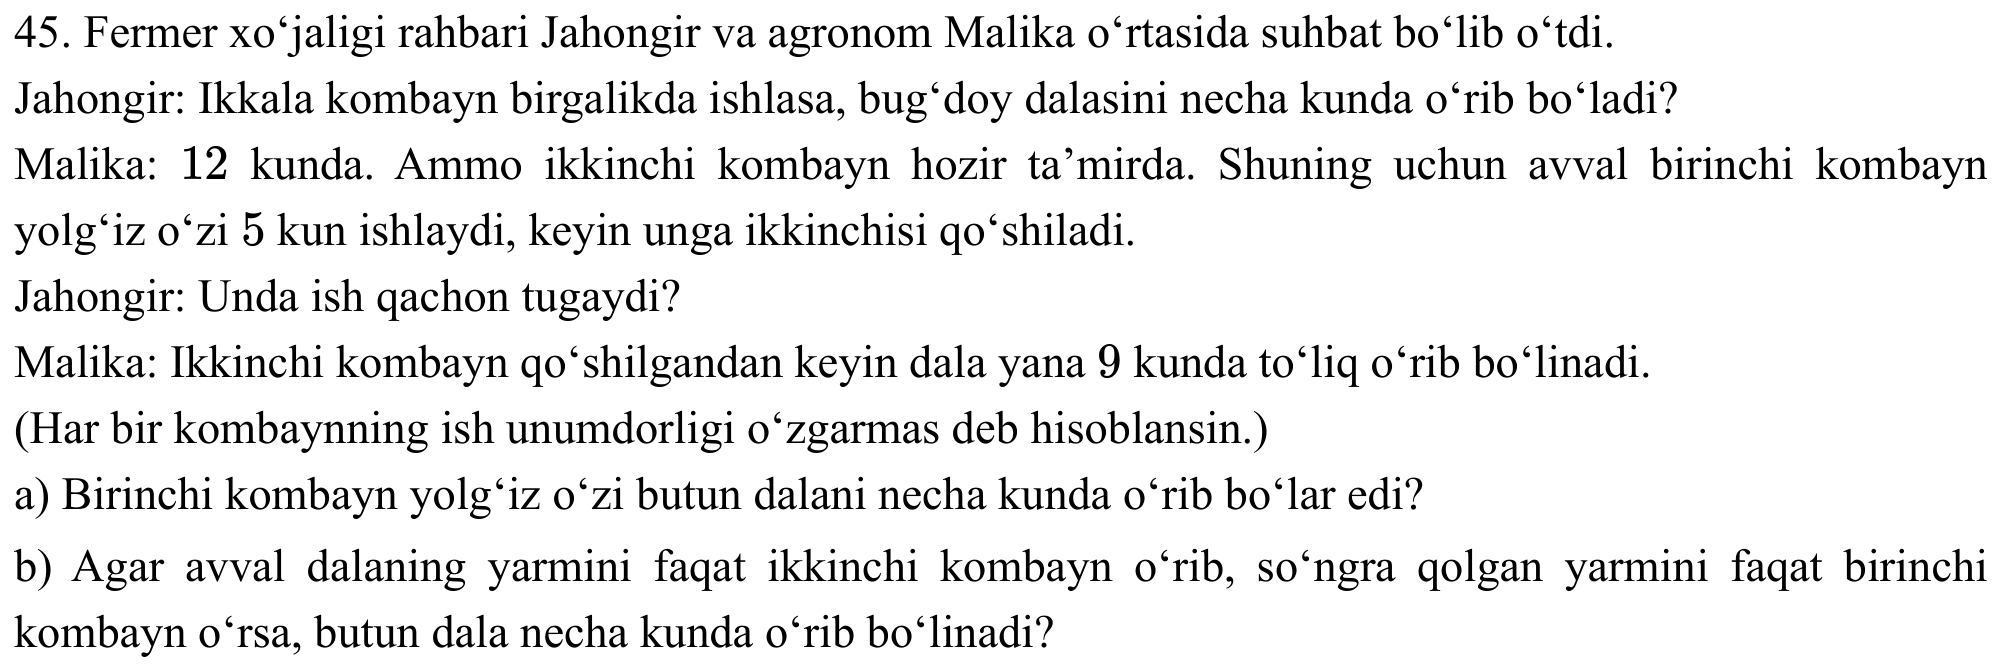 45. Fermer xo‘jaligi rahbari Jahongir va agronom Malika o‘rtasida suhbat bo‘lib o‘tdi.
Jahongir: Ikkala kombayn birgalikda ishlasa, bug‘doy dalasini necha kunda o‘rib bo‘ladi?
Malika: 12 kunda. Ammo ikkinchi kombayn hozir ta’mirda. Shuning uchun avval birinchi kombayn
yolg‘iz o‘zi 5 kun ishlaydi, keyin unga ikkinchisi qo‘shiladi.
Jahongir: Unda ish qachon tugaydi?
Malika: Ikkinchi kombayn qo‘shilgandan keyin dala yana 9 kunda to‘liq o‘rib bo‘linadi.
(Har bir kombaynning ish unumdorligi o‘zgarmas deb hisoblansin.)
a) Birinchi kombayn yolg‘iz o‘zi butun dalani necha kunda o‘rib bo‘lar edi?
b) Agar avval dalaning yarmini faqat ikkinchi kombayn o‘rib, so‘ngra qolgan yarmini faqat birinchi
kombayn o‘rsa, butun dala necha kunda o‘rib bo‘linadi?